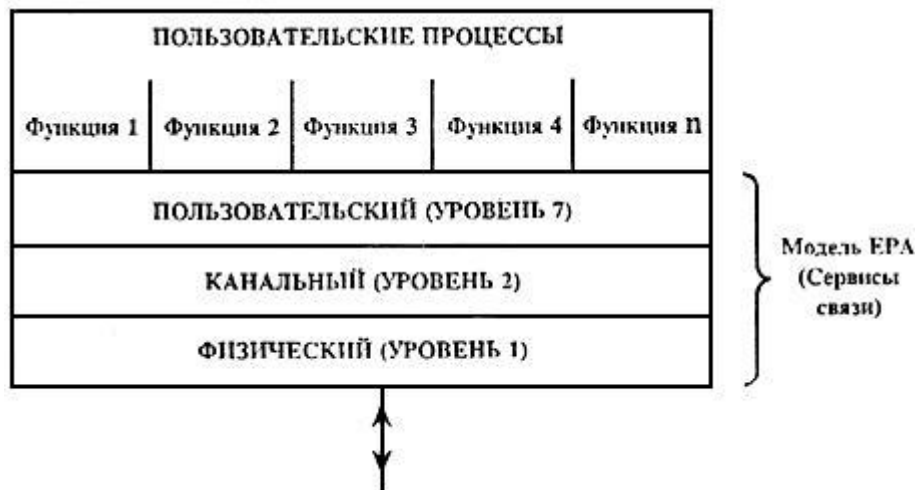 ПОЛЬЗОВАТЕЛЬСКИЕ ПРОЦЕССЫ
Функция 1 Функция 2 Функция 3 Функция 4 Функция n
ПОЛЬЗОВАТЕЛЬСКИЙ (УРОВЕНЬ 7)
КАНАЛЬНЫЙ (УРОВЕНЬ 2)
ФИЗИЧЕСКИЙ (УРОВЕНЬ 1)
Модель EPA
(Сервисы
связи)